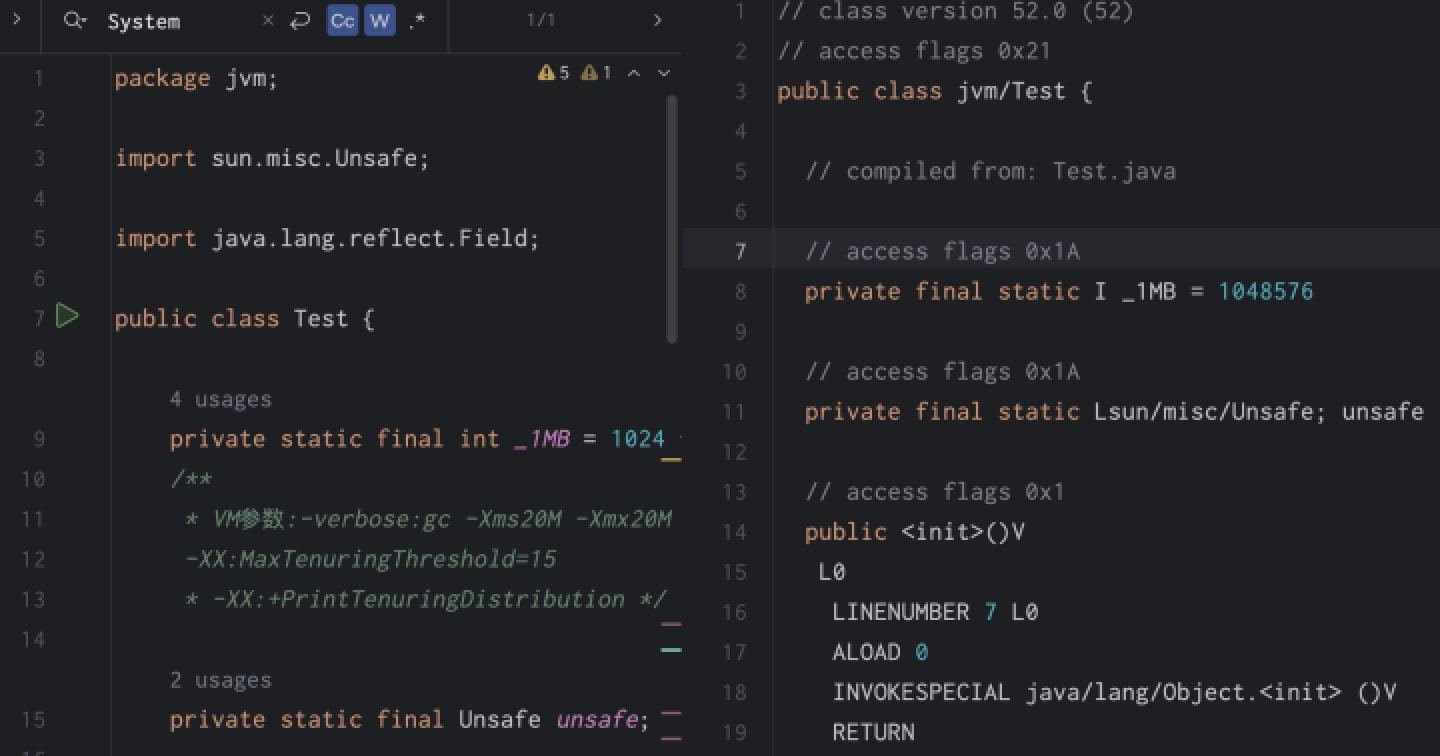 System
Cc
W
.*
1/1
5
1
1 package jvm;
2
3 import sun.misc.Unsafe;
4
5 import java.lang.reflect.Field;
6
7 public class Test {
8
4 usages
9 private static final int _1MB = 1024
10 /**
11 * VM参数:-verbose:gc -Xms20M -Xmx20M
12 -XX:MaxTenuringThreshold=15
13 * -XX:+PrintTenuringDistribution */
14
2 usages
15 private static final Unsafe unsafe;
1 // class version 52.0 (52)
2 // access flags 0x21
3 public class jvm/Test {
4
5 // compiled from: Test.java
6
7 // access flags 0x1A
8 private final static I _1MB = 1048576
9
10 // access flags 0x1A
11 private final static Lsun/misc/Unsafe; unsafe
12
13 // access flags 0x1
14 public <init>()V
15 L0
16 LINENUMBER 7 L0
17 ALOAD 0
18 INVOKESPECIAL java/lang/Object.<init> ()V
19 RETURN